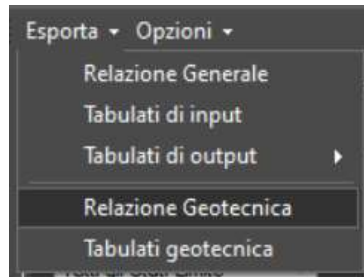 Esporta Opzioni
Relazione Generale
Tabulati di input
Tabulati di output
Relazione Geotecnica
Tabulati geotecnica